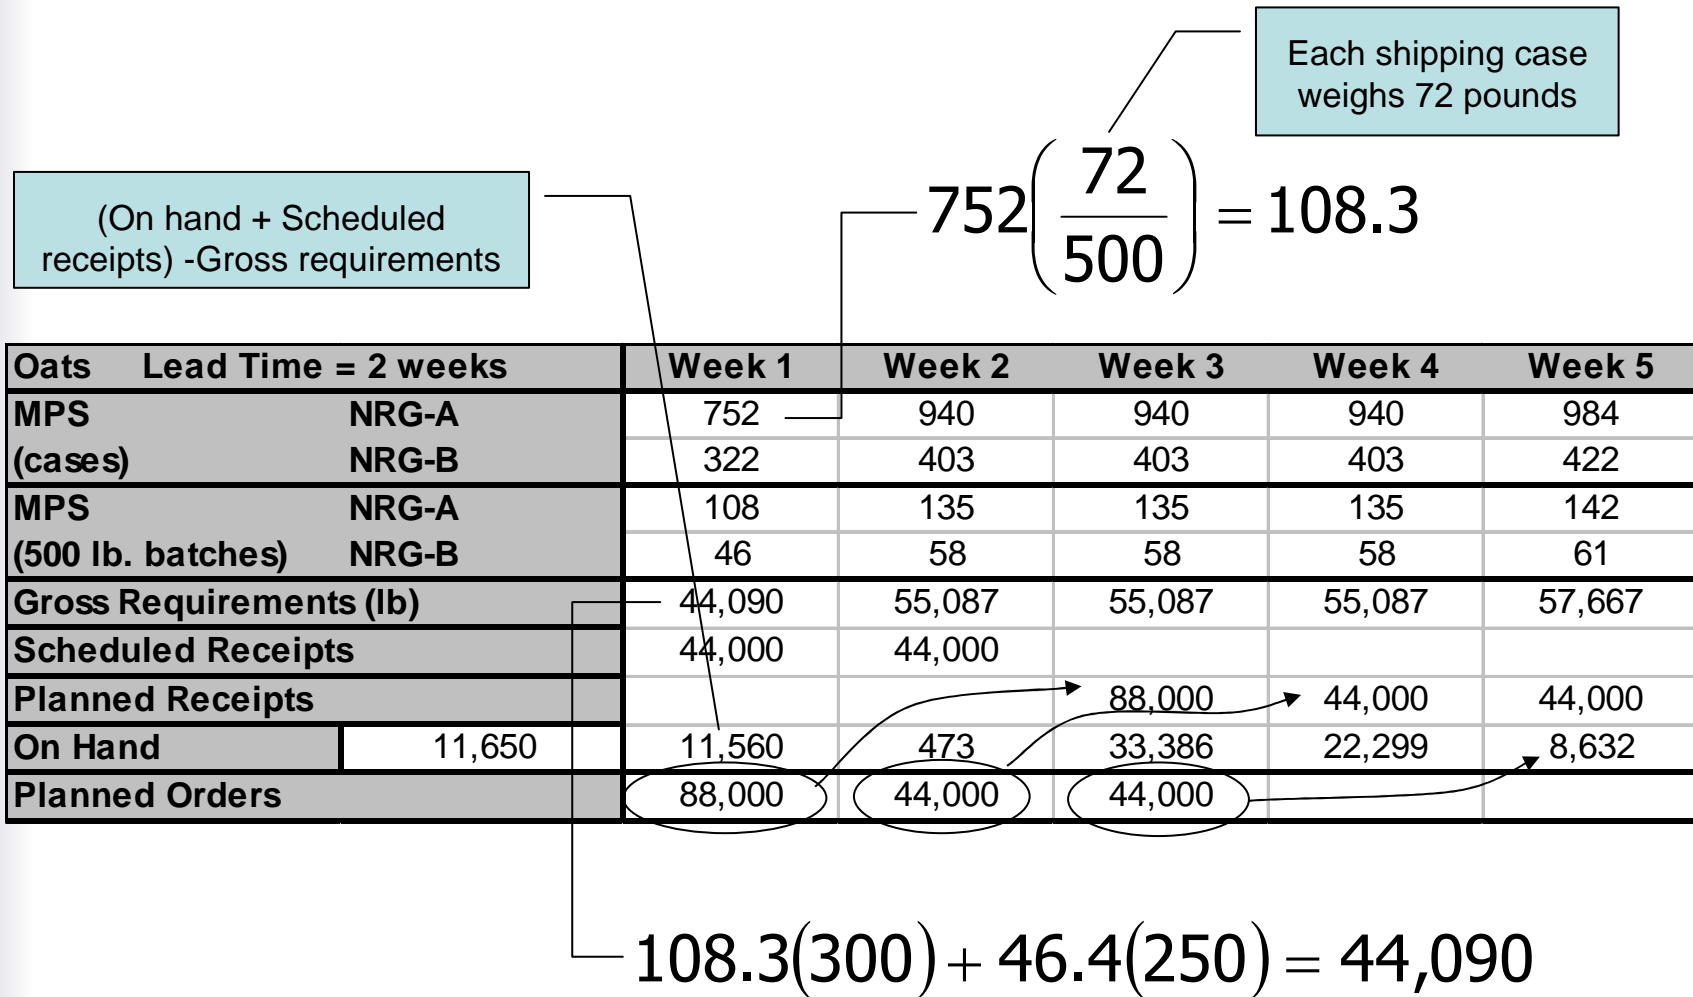 Each shipping case
weighs 72 pounds
752(72/500) = 108.3
(On hand + Scheduled
receipts) -Gross requirements
Oats Lead Time = 2 weeks Week 1 Week 2 Week 3 Week 4 Week 5
MPS NRG-A 752 940 940 940 984
(cases) NRG-B 322 403 403 403 422
MPS NRG-A 108 135 135 135 142
(500 lb. batches) NRG-B 46 58 58 58 61
Gross Requirements (lb) 44,090 55,087 55,087 55,087 57,667
Scheduled Receipts 44,000 44,000
Planned Receipts 88,000 44,000 44,000
On Hand 11,650 11,560 473 33,386 22,299 8,632
Planned Orders 88,000 44,000 44,000
108.3(300) + 46.4(250) = 44,090